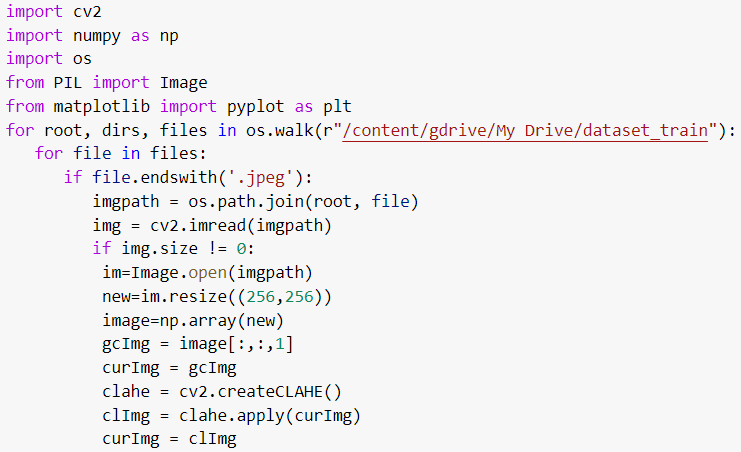 import cv2
import numpy as np
import os
from PIL import Image
from matplotlib import pyplot as plt
for root, dirs, files in os.walk(r"/content/gdrive/My Drive/dataset_train"):
   for file in files:
      if file.endswith('.jpeg'):
         imgpath = os.path.join(root, file)
         img = cv2.imread(imgpath)
         if img.size != 0:
          im=Image.open(imgpath)
          new=im.resize((256,256))
          image=np.array(new)
          gcImg = image[:,:,1]
          curImg = gcImg
          clahe = cv2.createCLAHE()
          clImg = clahe.apply(curImg)
          curImg = clImg